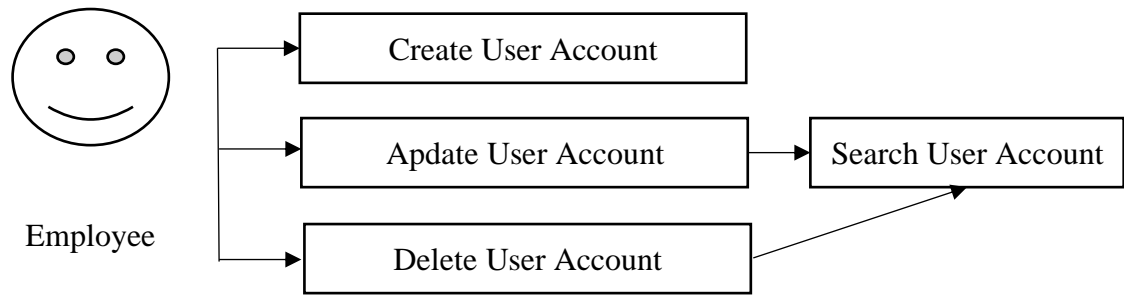 Create User Account
Apdate User Account
Search User Account
Employee
Delete User Account